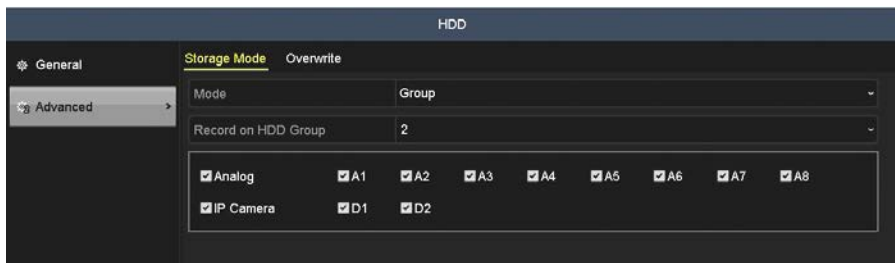 HDD
General
Advanced
Storage Mode Overwrite
Mode Group
Record on HDD Group 2
Analog A1 A2 A3 A4 A5 A6 A7 A8
IP Camera D1 D2